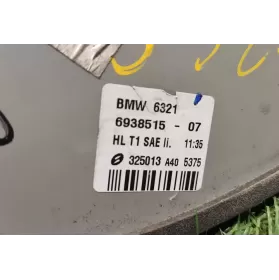 BMW 6321
6938515 - 07
HL T1 SAE II. 11:35
325013 A40 5375